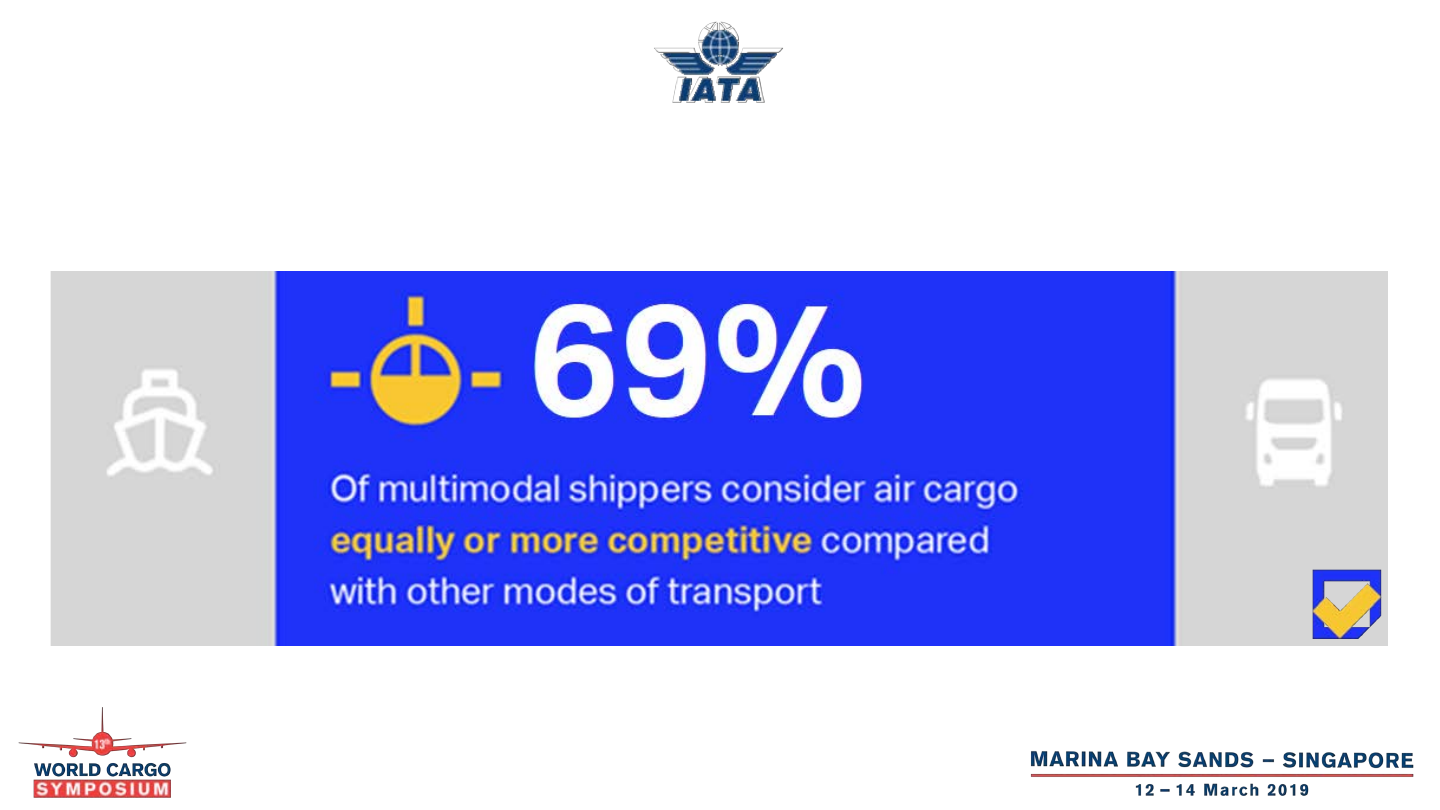 IATA
69%
Of multimodal shippers consider air cargo
equally or more competitive compared
with other modes of transport
13th
WORLD CARGO
SYMPOSIUM
MARINA BAY SANDS – SINGAPORE
12 – 14 March 2019